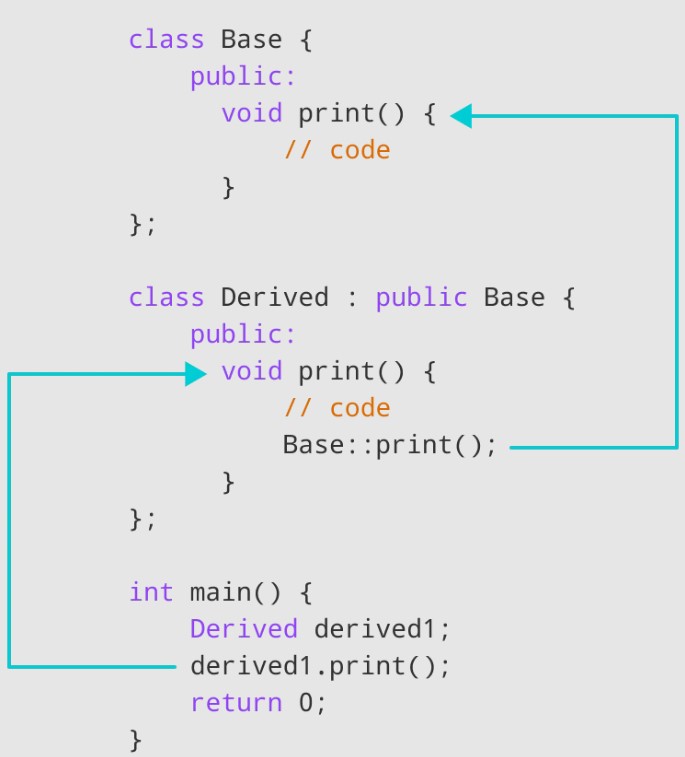 class Base {
public:
void print() {
// code
}
};
class Derived : public Base {
public:
void print() {
// code
Base::print();
}
};
int main() {
Derived derived1;
derived1.print();
return 0;
}